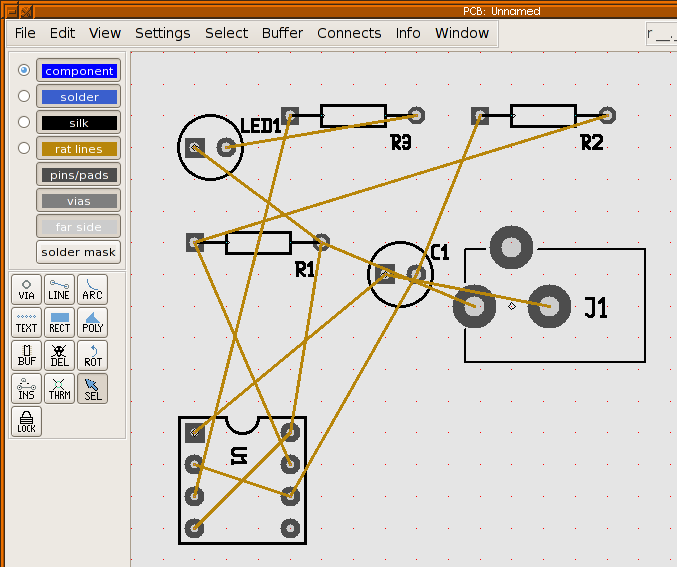 PCB: Unnamed
File Edit View Settings Select Buffer Connects Info Window
r __._
component
solder
silk
rat lines
pins/pads
vias
far side
solder mask
VIA LINE ARC
TEXT RECT POLY
BUF DEL ROT
INS THRM SEL
LOCK
LED1
R3
R2
R1
C1
J1
U1